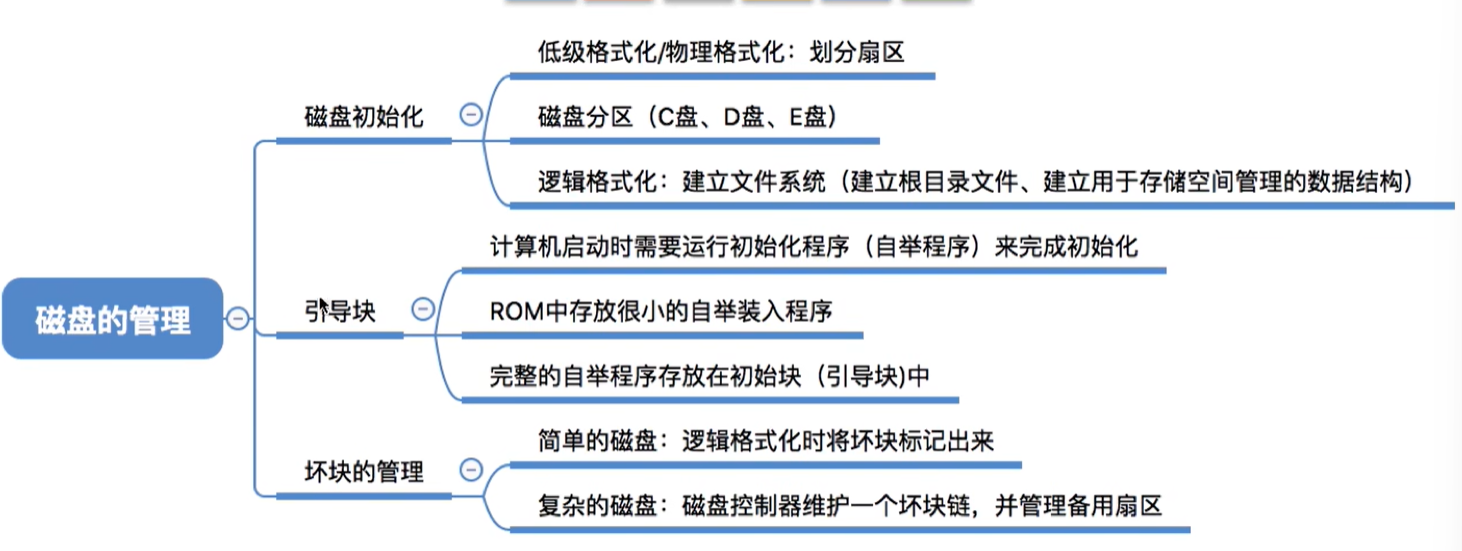 磁盘的管理
磁盘初始化
低级格式化/物理格式化：划分扇区
磁盘分区（C盘、D盘、E盘）
逻辑格式化：建立文件系统（建立根目录文件、建立用于存储空间管理的数据结构）
引导块
计算机启动时需要运行初始化程序（自举程序）来完成初始化
ROM中存放很小的自举装入程序
完整的自举程序存放在初始块（引导块)中
坏块的管理
简单的磁盘：逻辑格式化时将坏块标记出来
复杂的磁盘：磁盘控制器维护一个坏块链，并管理备用扇区